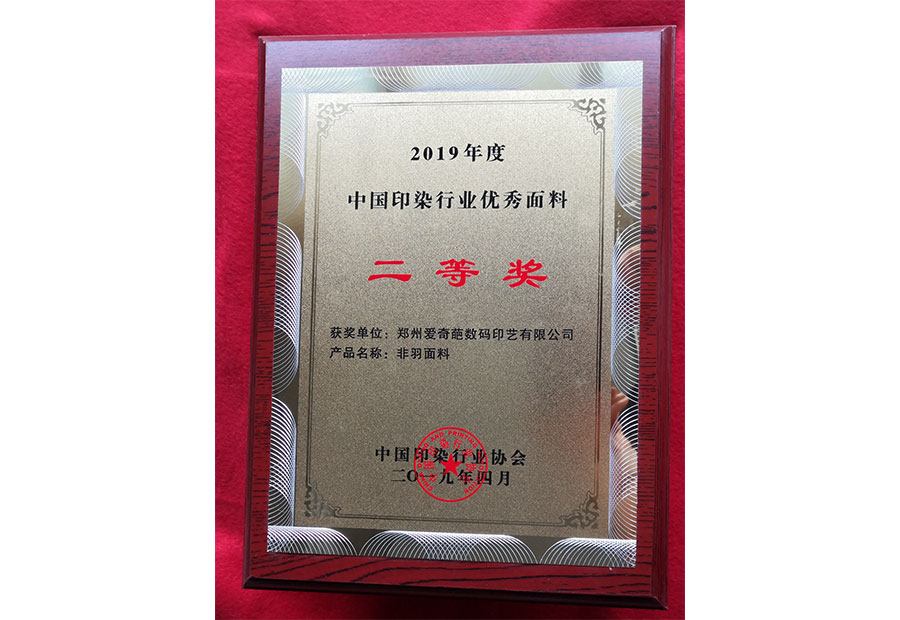 2019年度
中国印染行业优秀面料
二等奖
获奖单位：郑州爱奇葩数码印艺有限公司
产品名称：非羽面料
中国印染行业协会
二〇一九年四月